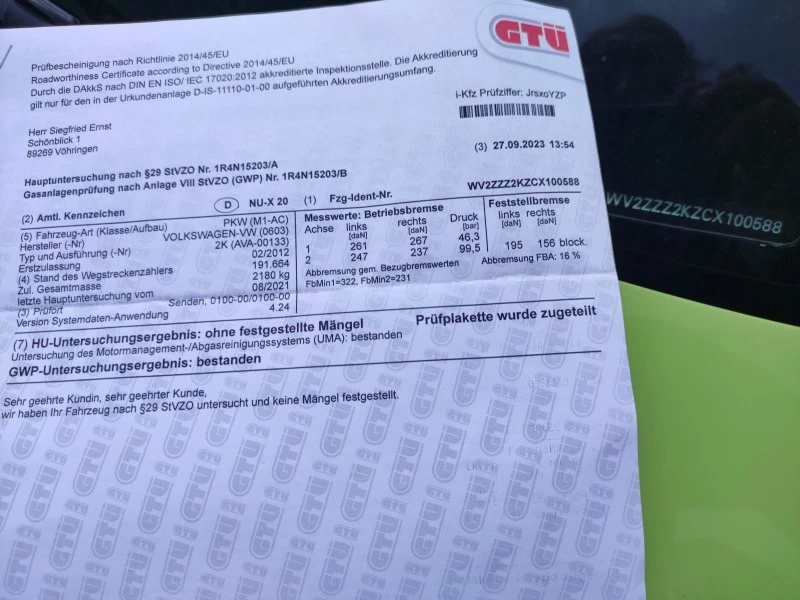 GTÜ
Prüfbescheinigung nach Richtlinie 2014/45/EU
Roadworthiness Certificate according to Directive 2014/45/EU
Durch die DAkkS nach DIN EN ISO/ IEC 17020:2012 akkreditierte Inspektionsstelle. Die Akkreditierung
gilt nur für den in der Urkundenanlage D-IS-11110-01-00 aufgeführten Akkreditierungsumfang.
i-Kfz Prüfziffer: JrsxoYZP
Herr Siegfried Ernst
Schönblick 1
89269 Vöhringen
(3) 27.09.2023 13:54
Hauptuntersuchung nach §29 StVZO Nr. 1R4N15203/A
Gasanlagenprüfung nach Anlage VIII StVZO (GWP) Nr. 1R4N15203/B
(2) Amtl. Kennzeichen D NU-X 20 (1) Fzg-Ident-Nr. WV2ZZZ2KZCX100588
(5) Fahrzeug-Art (Klasse/Aufbau) PKW (M1-AC)
Hersteller (-Nr) VOLKSWAGEN-VW (0603)
Typ und Ausführung (-Nr) 2K (AVA-00133)
Erstzulassung 02/2012
(4) Stand des Wegstreckenzählers 191.664
Zul. Gesamtmasse 2180 kg
letzte Hauptuntersuchung vom 08/2021
(3) Prüfort Senden, 0100-00/0100-00
Version Systemdaten-Anwendung 4.24
Messwerte: Betriebsbremse Feststellbremse
Achse links rechts Druck links rechts
[daN] [daN] [bar] [daN] [daN]
1 261 267 46,3
2 247 237 99,5 195 156 block.
Abbremsung gem. Bezugbremswerten Abbremsung FBA: 16 %
FbMin1=322, FbMin2=231
(7) HU-Untersuchungsergebnis: ohne festgestellte Mängel Prüfplakette wurde zugeteilt
Untersuchung des Motormanagement-/Abgasreinigungssystems (UMA): bestanden
GWP-Untersuchungsergebnis: bestanden
Sehr geehrte Kundin, sehr geehrter Kunde,
wir haben Ihr Fahrzeug nach §29 StVZO untersucht und keine Mängel festgestellt.
WV2ZZZ2KZCX100588